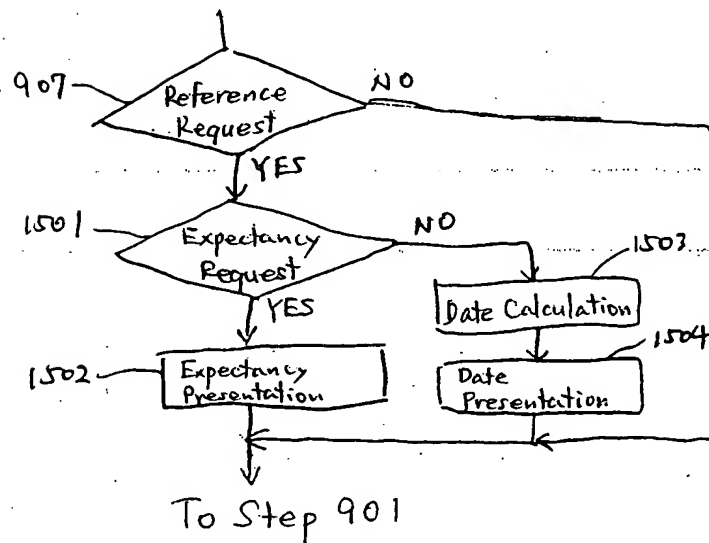 907
Reference
Request
NO
YES
1501
Expectancy
Request
NO
YES
1503
Date Calculation
1504
1502
Expectancy
Presentation
Date
Presentation
To Step 901